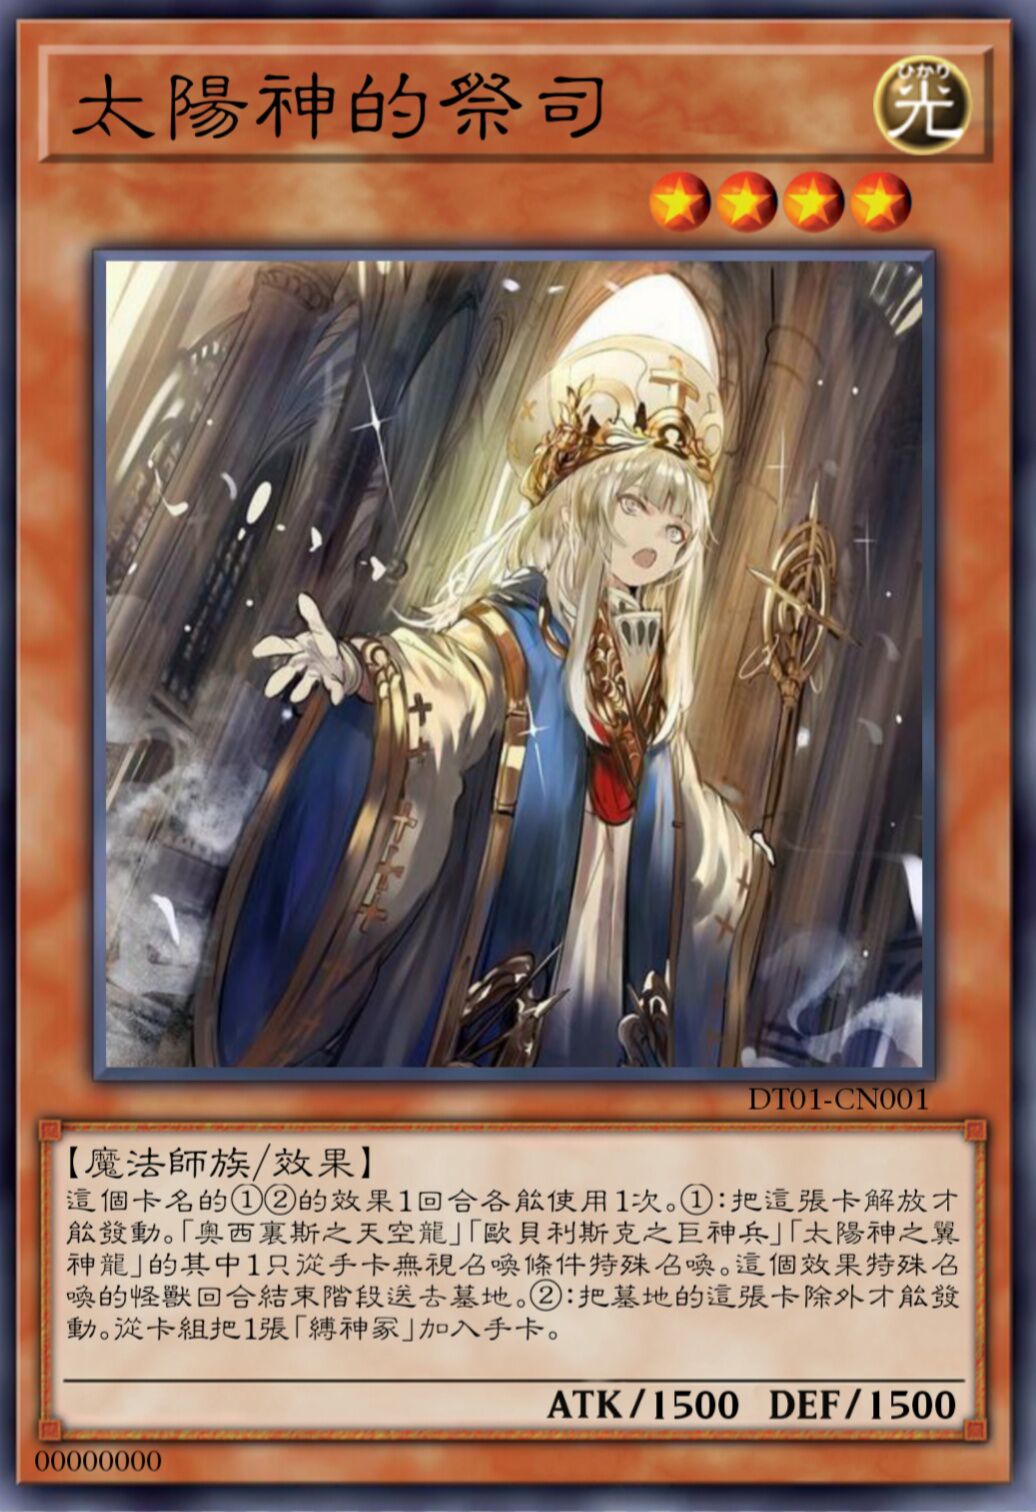 太陽神的祭司
ひかり
光
DT01-CN001
【魔法師族/效果】
這個卡名的①②的效果1回合各能使用1次。①:把這張卡解放才
能發動。「奧西裏斯之天空龍」「歐貝利斯克之巨神兵」「太陽神之翼
神龍」的其中1只從手卡無視召喚條件特殊召喚。這個效果特殊召
喚的怪獸回合結束階段送去墓地。②:把墓地的這張卡除外才能發
動。從卡組把1張「縛神冢」加入手卡。
ATK/1500 DEF/1500
00000000